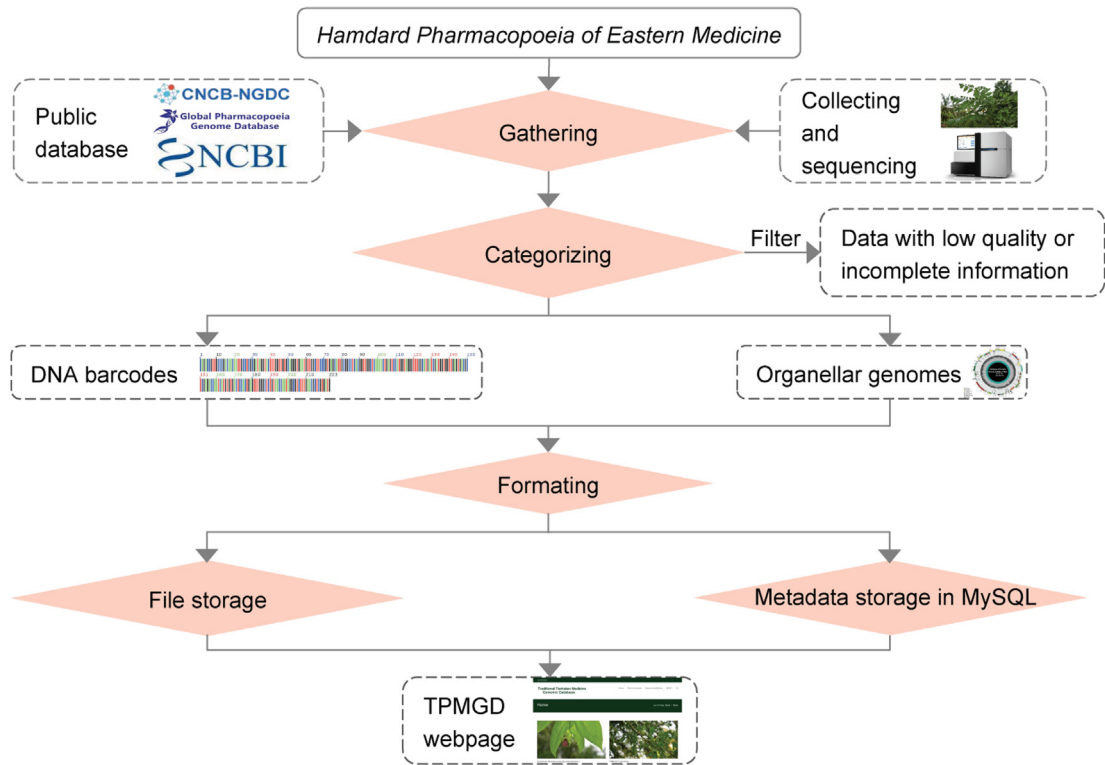 Hamdard Pharmacopoeia of Eastern Medicine
Public
database
CNCB-NGDC
Global Pharmacopoeia
Genome Database
NCBI
Gathering
Collecting
and
sequencing
Categorizing
Filter
Data with low quality or
incomplete information
DNA barcodes
Organellar genomes
Formating
File storage
Metadata storage in MySQL
TPMGD
webpage
Traditional Pakistani Medicine
Genomic Database
Home